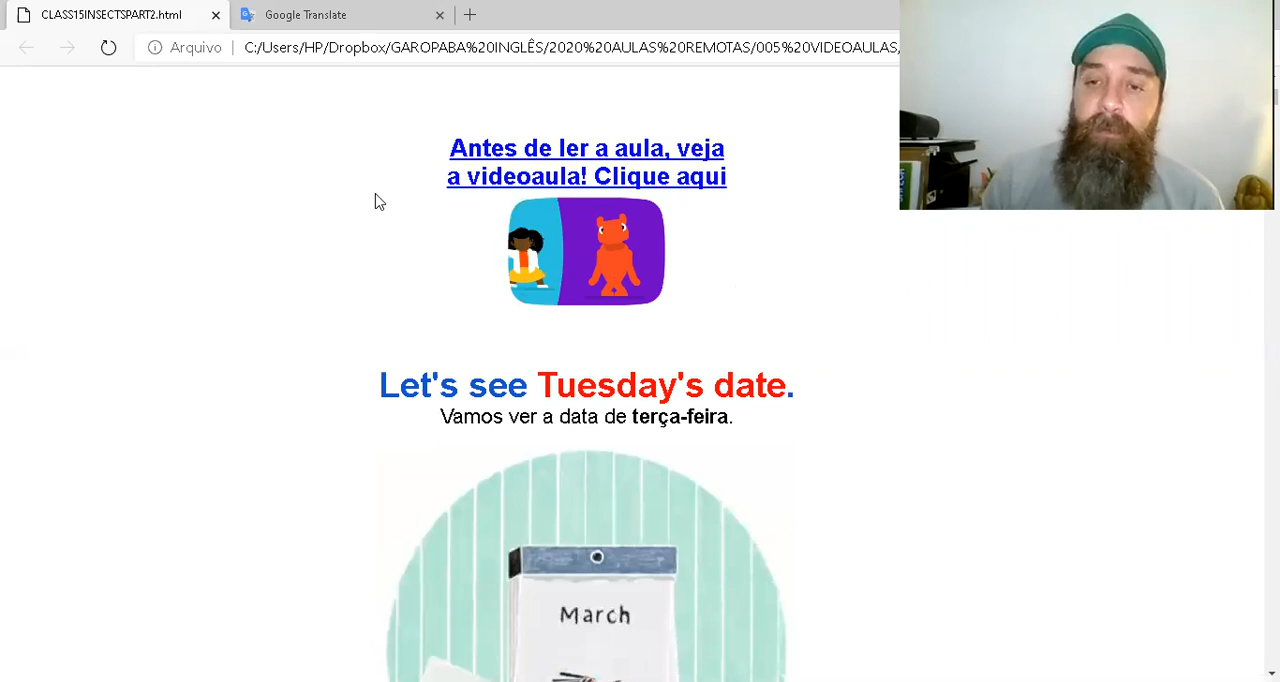 CLASS15INSECTSPART2.html
Google Translate
Arquivo
C:/Users/HP/Dropbox/GAROPABA%20INGLÊS/2020%20AULAS%20REMOTAS/005%20VIDEOAULAS,
Antes de ler a aula, veja
a videoaula! Clique aqui
Let's see Tuesday's date.
Vamos ver a data de terça-feira.
March